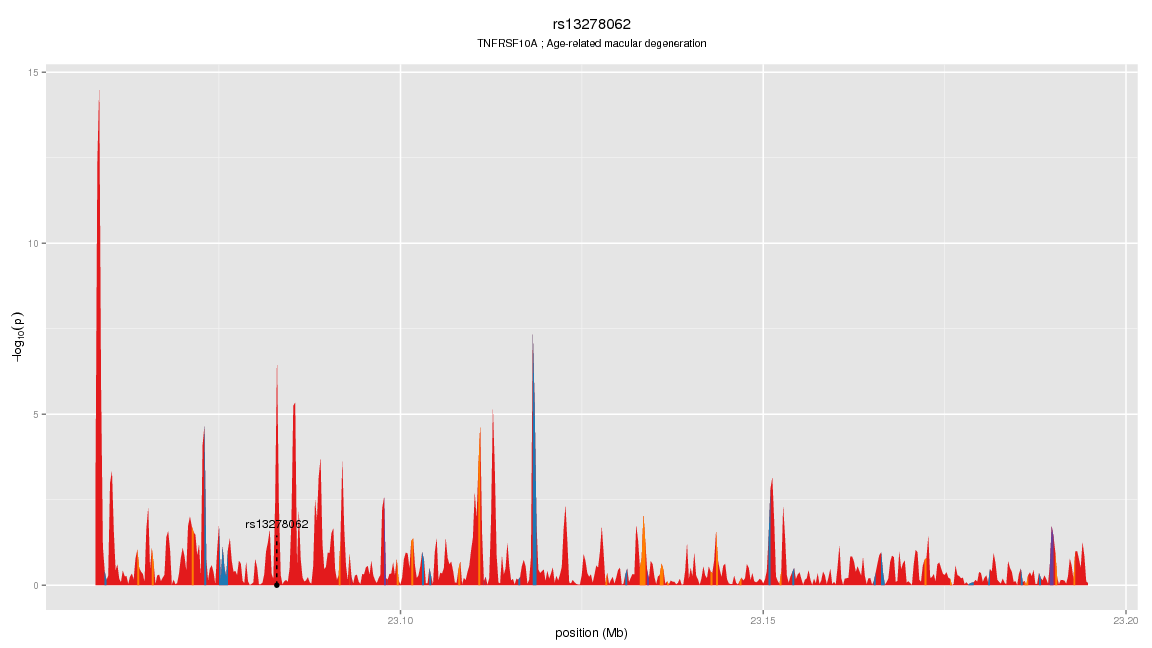 rs13278062
TNFRSF10A ; Age-related macular degeneration
15
10
5
0
−log10(p)
rs13278062
23.10
23.15
23.20
position (Mb)